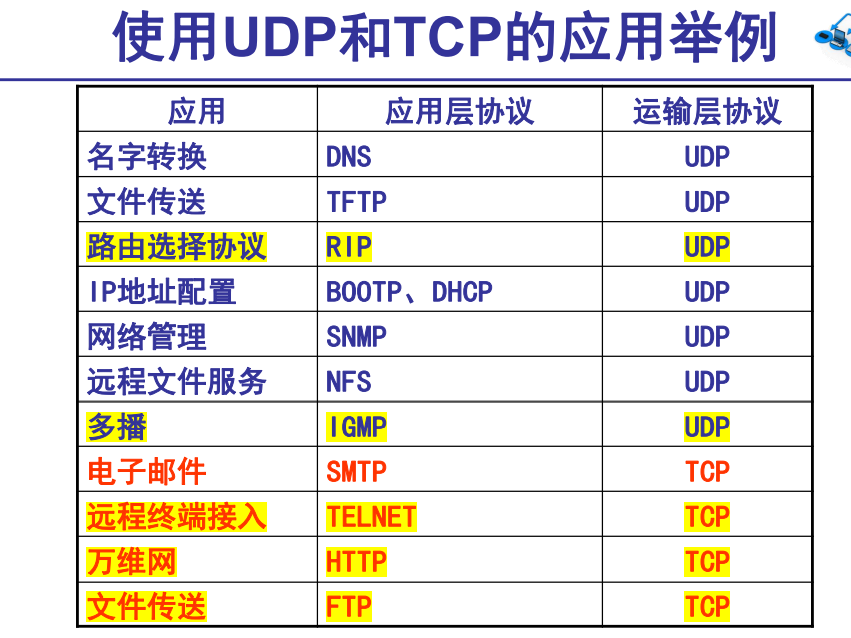 使用UDP和TCP的应用举例
应用 应用层协议 运输层协议
名字转换 DNS UDP
文件传送 TFTP UDP
路由选择协议 RIP UDP
IP地址配置 BOOTP、DHCP UDP
网络管理 SNMP UDP
远程文件服务 NFS UDP
多播 IGMP UDP
电子邮件 SMTP TCP
远程终端接入 TELNET TCP
万维网 HTTP TCP
文件传送 FTP TCP